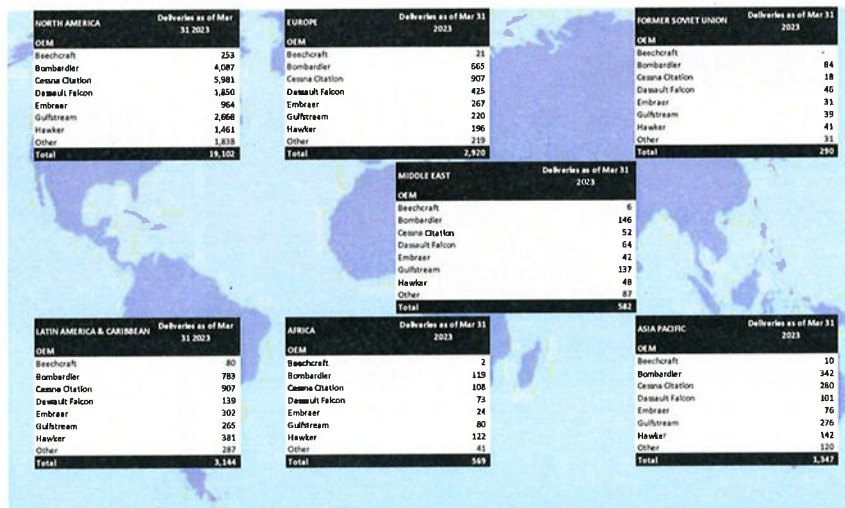 NORTH AMERICA Deliveries as of Mar 31 2023
OEM
Beechcraft 253
Bombardier 4,087
Cessna Citation 5,981
Dassault Falcon 1,850
Embraer 964
Gulfstream 2,668
Hawker 1,461
Other 1,838
Total 19,102
EUROPE Deliveries as of Mar 31 2023
OEM
Beechcraft 21
Bombardier 665
Cessna Citation 907
Dassault Falcon 425
Embraer 267
Gulfstream 220
Hawker 196
Other 219
Total 2,920
FORMER SOVIET UNION Deliveries as of Mar 31 2023
OEM
Beechcraft -
Bombardier 84
Cessna Citation 18
Dassault Falcon 46
Embraer 31
Gulfstream 39
Hawker 41
Other 31
Total 290
MIDDLE EAST Deliveries as of Mar 31 2023
OEM
Beechcraft 6
Bombardier 146
Cessna Citation 52
Dassault Falcon 64
Embraer 42
Gulfstream 137
Hawker 48
Other 87
Total 582
LATIN AMERICA & CARIBBEAN Deliveries as of Mar 31 2023
OEM
Beechcraft 80
Bombardier 783
Cessna Citation 907
Dassault Falcon 139
Embraer 302
Gulfstream 265
Hawker 381
Other 287
Total 3,144
AFRICA Deliveries as of Mar 31 2023
OEM
Beechcraft 2
Bombardier 119
Cessna Citation 108
Dassault Falcon 73
Embraer 24
Gulfstream 80
Hawker 122
Other 41
Total 569
ASIA PACIFIC Deliveries as of Mar 31 2023
OEM
Beechcraft 10
Bombardier 342
Cessna Citation 280
Dassault Falcon 101
Embraer 76
Gulfstream 276
Hawker 142
Other 120
Total 1,347